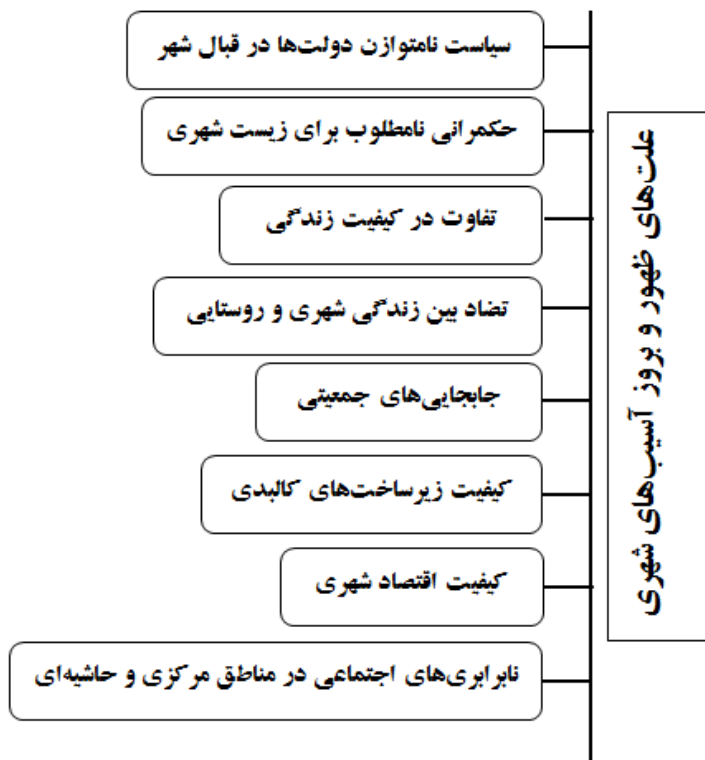 علت‌های ظهور و بروز آسیب‌های شهری
سیاست نامتوازن دولت‌ها در قبال شهر
حکمرانی نامطلوب برای زیست شهری
تفاوت در کیفیت زندگی
تضاد بین زندگی شهری و روستایی
جابجایی‌های جمعیتی
کیفیت زیرساخت‌های کالبدی
کیفیت اقتصاد شهری
نابرابری‌های اجتماعی در مناطق مرکزی و حاشیه‌ای